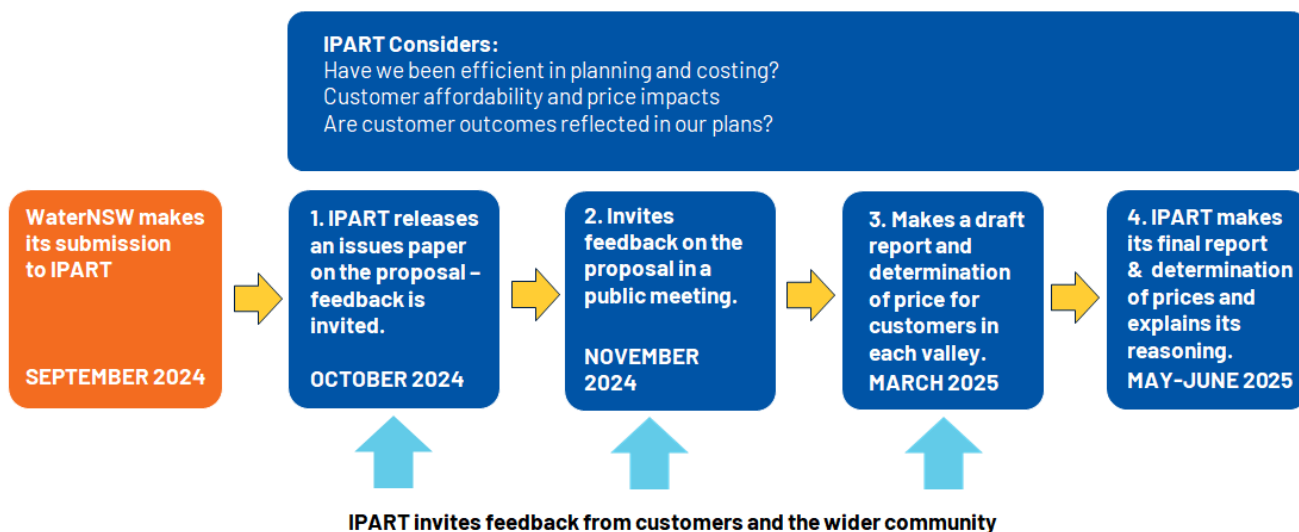 IPART Considers:
Have we been efficient in planning and costing?
Customer affordability and price impacts
Are customer outcomes reflected in our plans?
WaterNSW makes
its submission
to IPART
SEPTEMBER 2024
1. IPART releases
an issues paper
on the proposal –
feedback is
invited.
OCTOBER 2024
2. Invites
feedback on the
proposal in a
public meeting.
NOVEMBER
2024
3. Makes a draft
report and
determination
of price for
customers in
each valley.
MARCH 2025
4. IPART makes
its final report
& determination
of prices and
explains its
reasoning.
MAY-JUNE 2025
IPART invites feedback from customers and the wider community